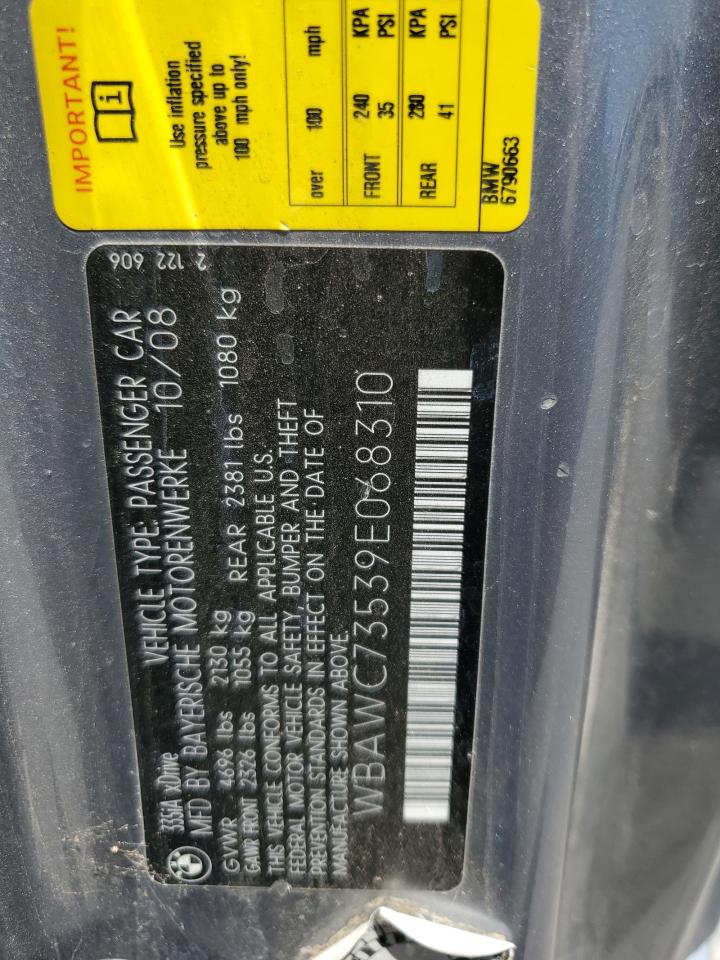 IMPORTANT!
i
Use inflation
pressure specified
above up to
100 mph only!
over 100 mph
FRONT 240 KPA
35 PSI
REAR 280 KPA
41 PSI
BMW
6790663
2 122 606
335iA xDrive VEHICLE TYPE: PASSENGER CAR
MFD BY BAYERISCHE MOTORENWERKE 10/08
GVWR 4696 lbs 2130 kg
GAWR FRONT 2326 lbs 1055 kg REAR 2381 lbs 1080 kg
THIS VEHICLE CONFORMS TO ALL APPLICABLE U.S.
FEDERAL MOTOR VEHICLE SAFETY, BUMPER AND THEFT
PREVENTION STANDARDS IN EFFECT ON THE DATE OF
MANUFACTURE SHOWN ABOVE.
WBAWC73539E068310